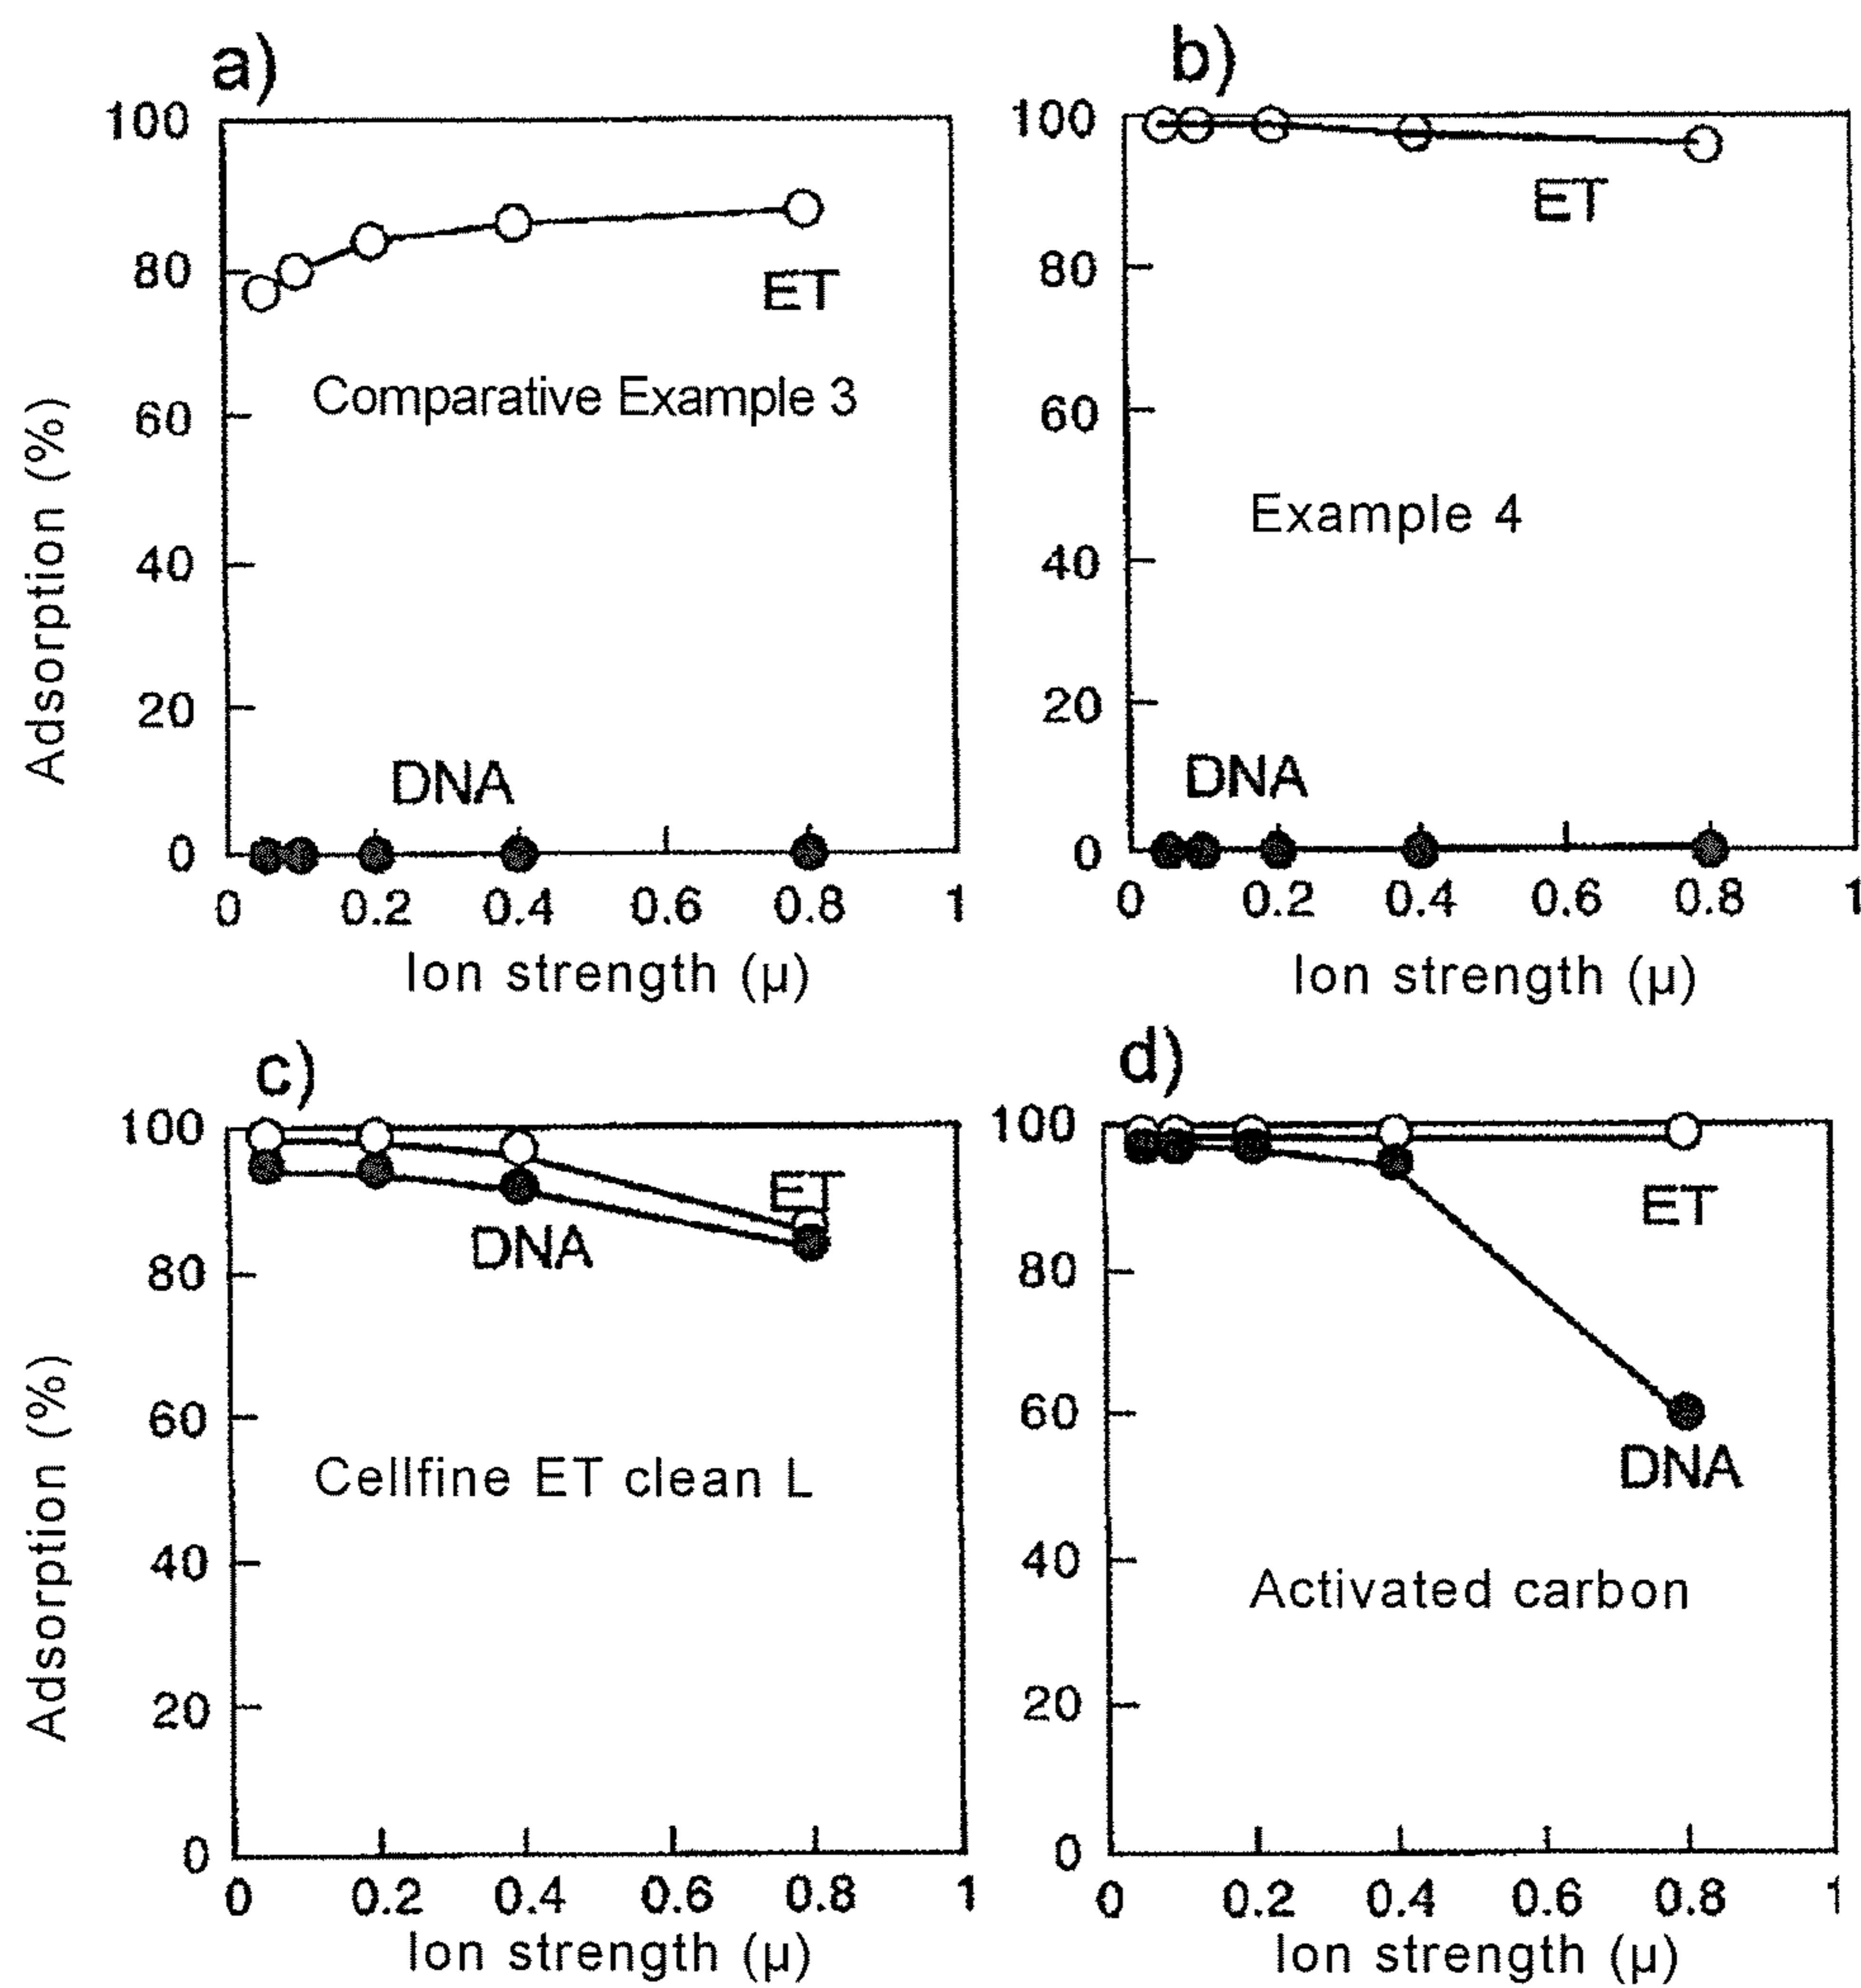 a)
100
80
60
40
20
0
Adsorption (%)
ET
Comparative Example 3
DNA
0 0.2 0.4 0.6 0.8 1
Ion strength (μ)
b)
100
80
60
40
20
0
ET
Example 4
DNA
0 0.2 0.4 0.6 0.8 1
Ion strength (μ)
c)
100
80
60
40
20
0
Adsorption (%)
ET
DNA
Cellfine ET clean L
0 0.2 0.4 0.6 0.8 1
Ion strength (μ)
d)
100
80
60
40
20
0
ET
DNA
Activated carbon
0 0.2 0.4 0.6 0.8 1
Ion strength (μ)